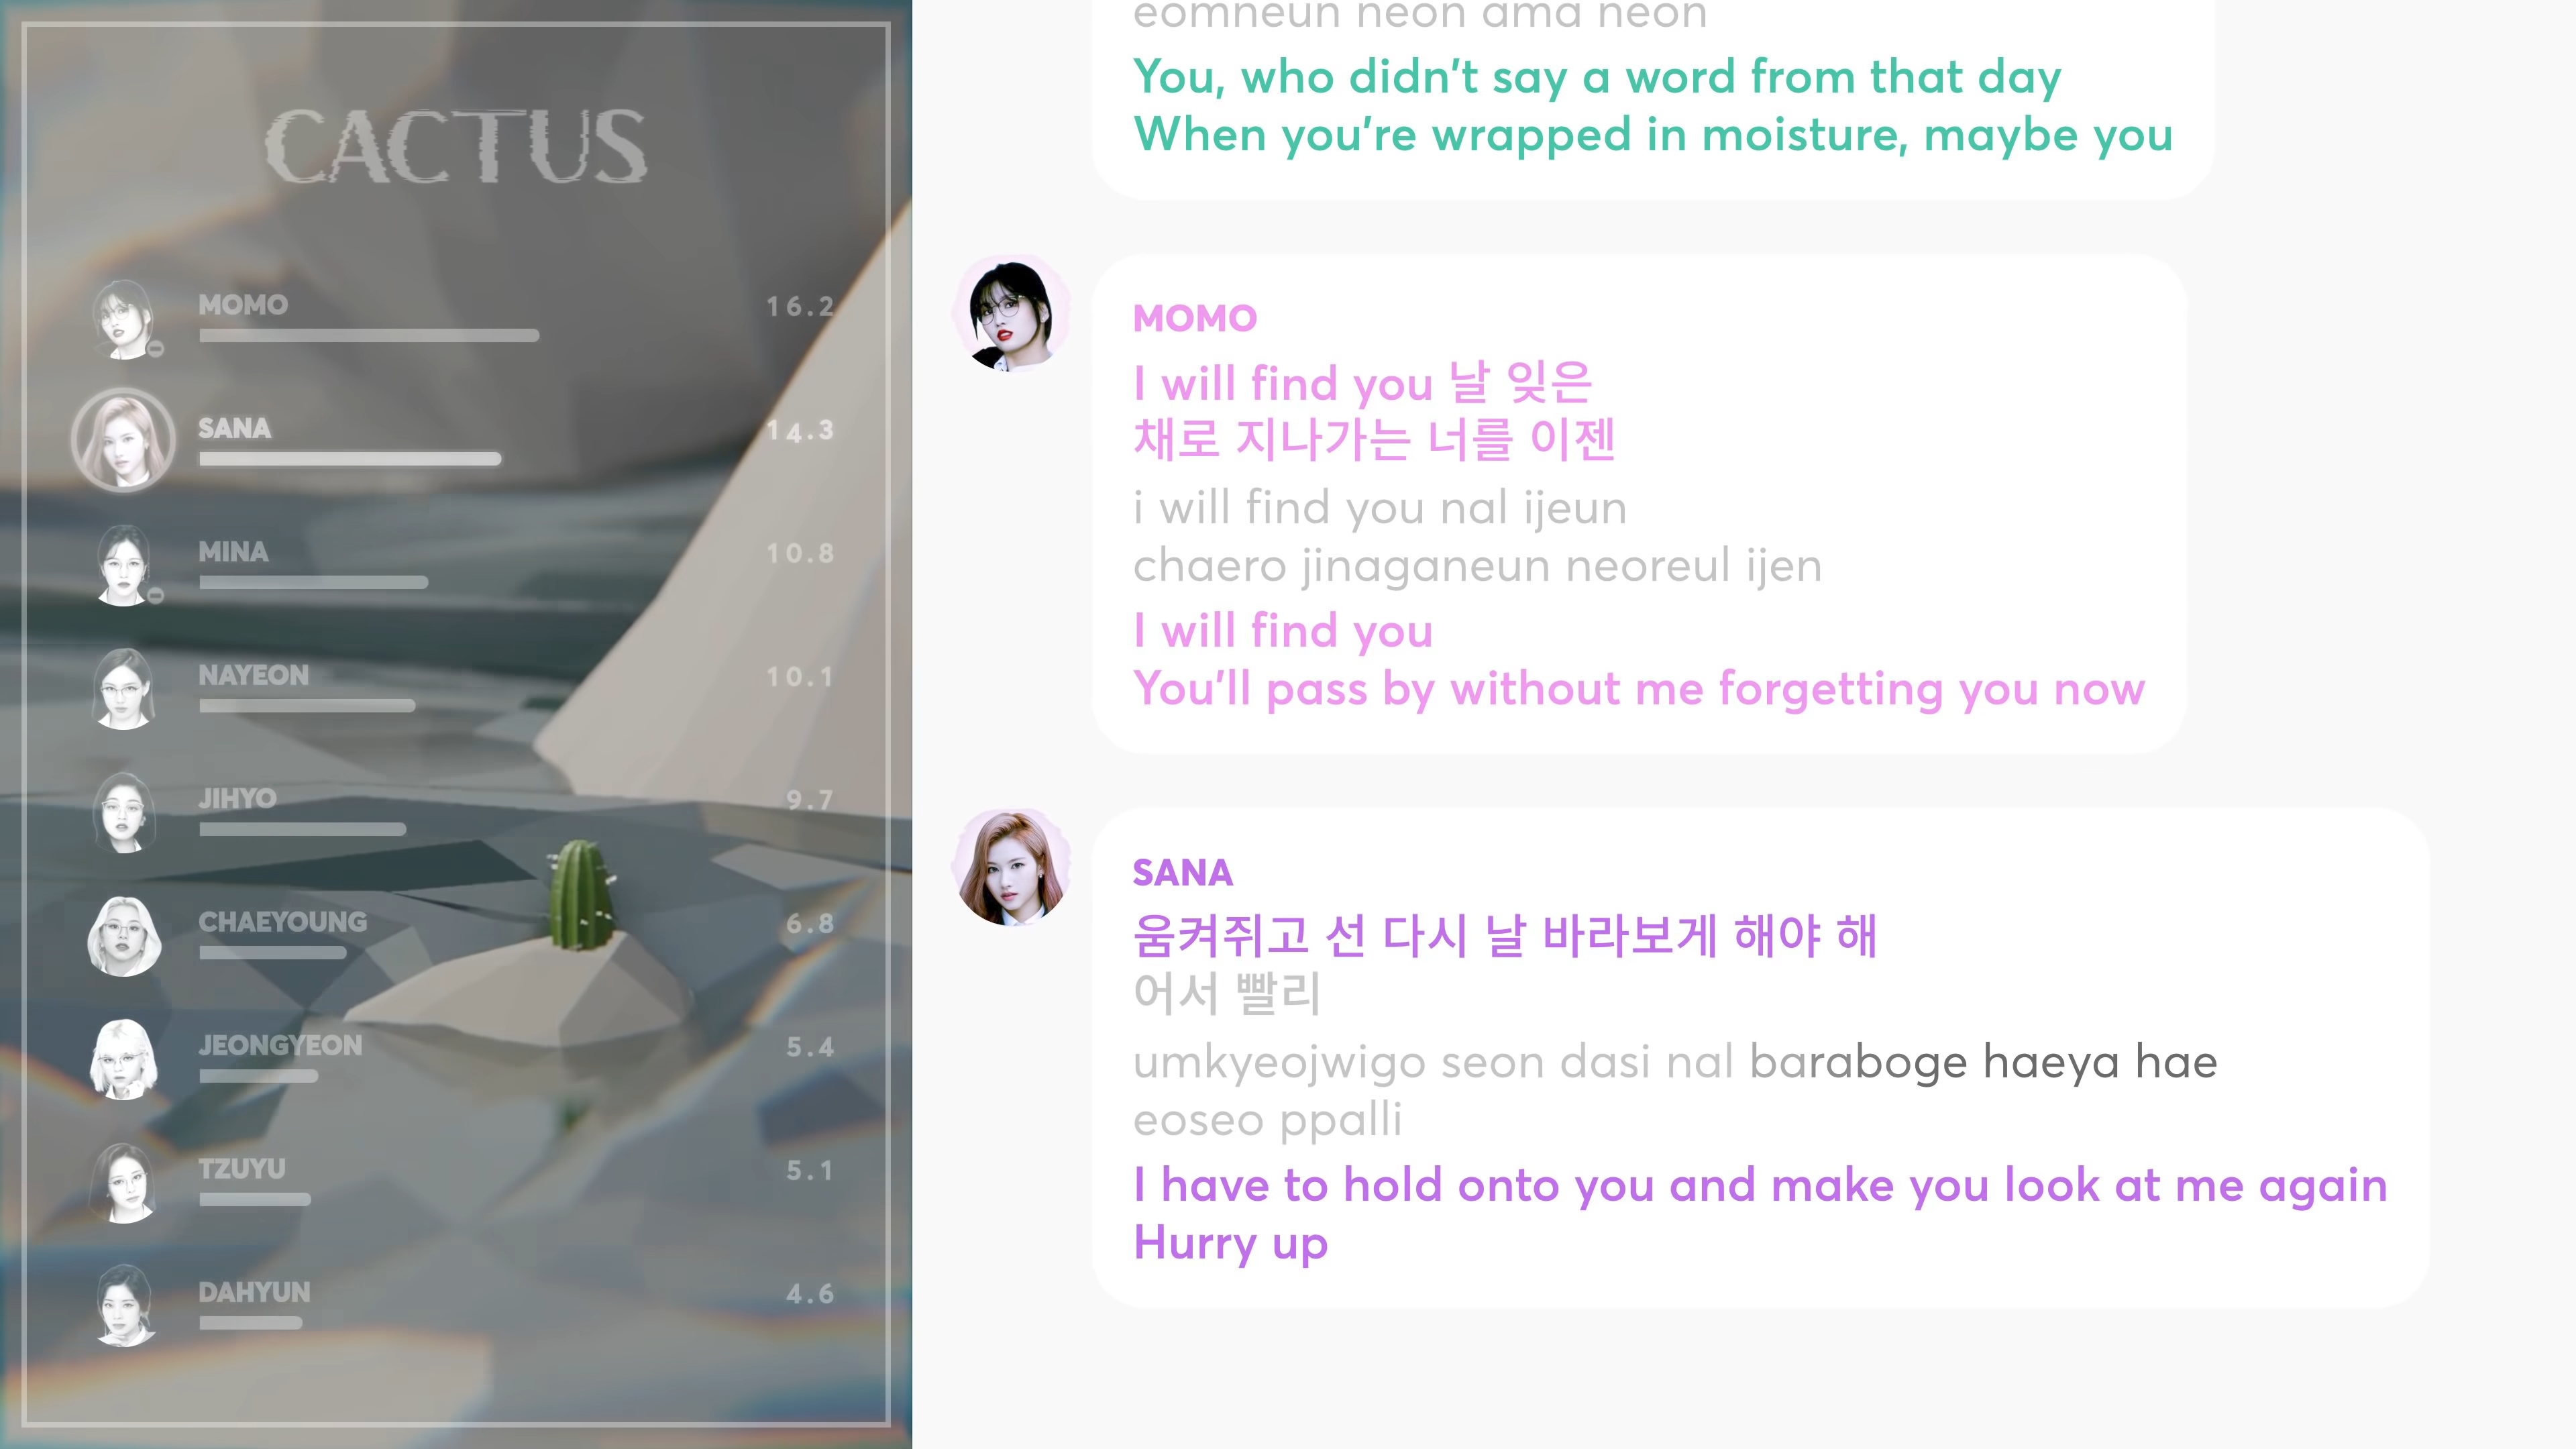 CACTUS
MOMO 16.2
SANA 14.3
MINA 10.8
NAYEON 10.1
JIHYO 9.7
CHAEYOUNG 6.8
JEONGYEON 5.4
TZUYU 5.1
DAHYUN 4.6
eomneun neon ama neon
You, who didn't say a word from that day
When you're wrapped in moisture, maybe you
MOMO
I will find you 날 잊은
채로 지나가는 너를 이젠
i will find you nal ijeun
chaero jinaganeun neoreul ijen
I will find you
You'll pass by without me forgetting you now
SANA
움켜쥐고 선 다시 날 바라보게 해야 해
어서 빨리
umkyeojwigo seon dasi nal baraboge haeya hae
eoseo ppalli
I have to hold onto you and make you look at me again
Hurry up